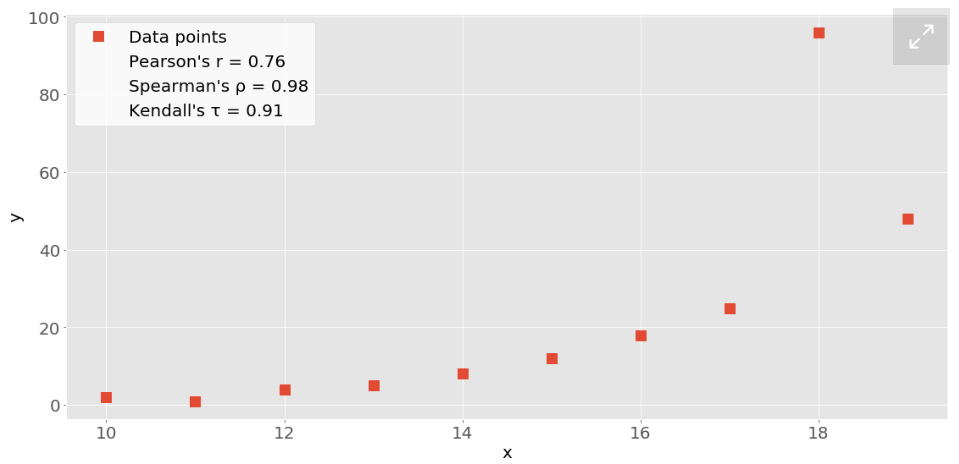 100
80
60
40
20
0
y
Data points
Pearson's r = 0.76
Spearman's ρ = 0.98
Kendall's τ = 0.91
10 12 14 16 18
x